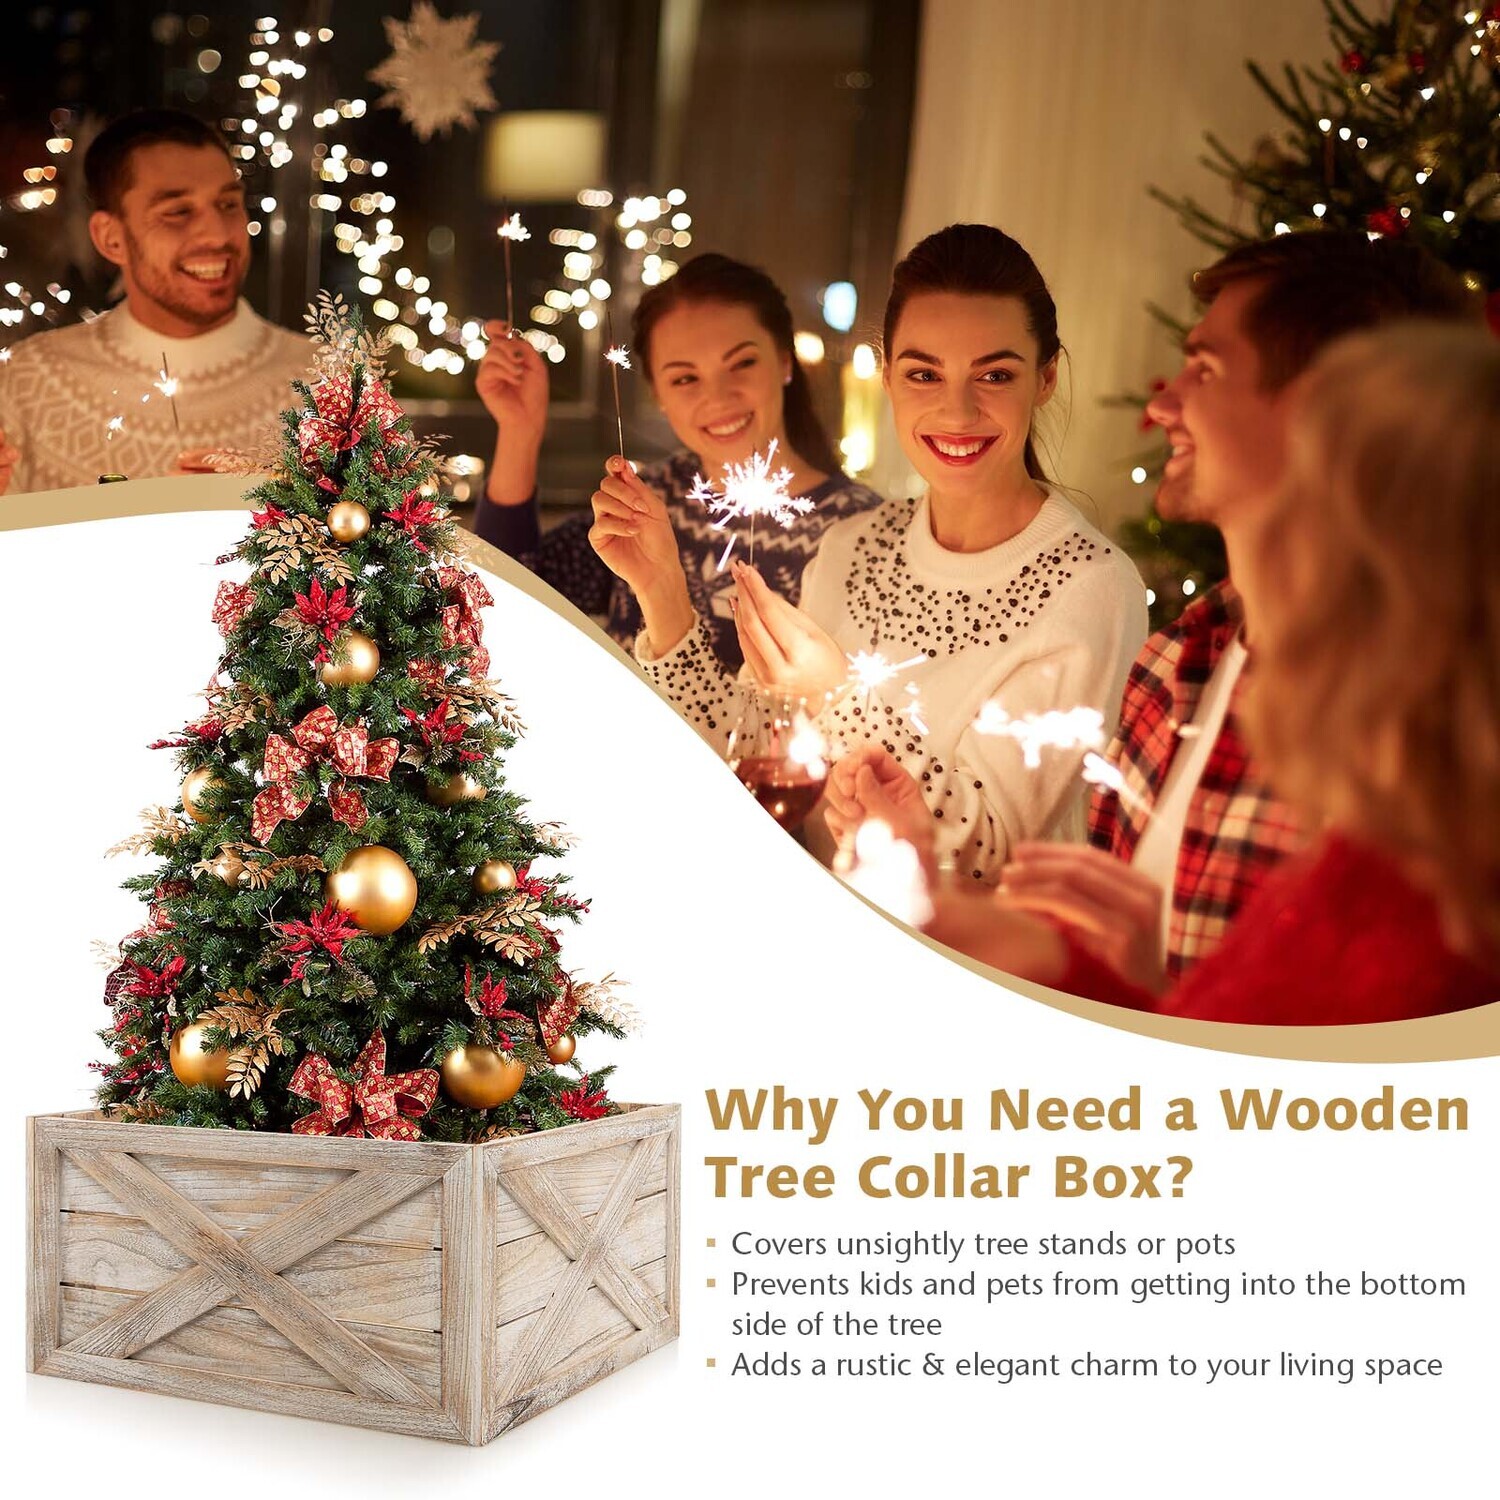 Why You Need a Wooden
Tree Collar Box?
▪ Covers unsightly tree stands or pots
▪ Prevents kids and pets from getting into the bottom
side of the tree
▪ Adds a rustic & elegant charm to your living space